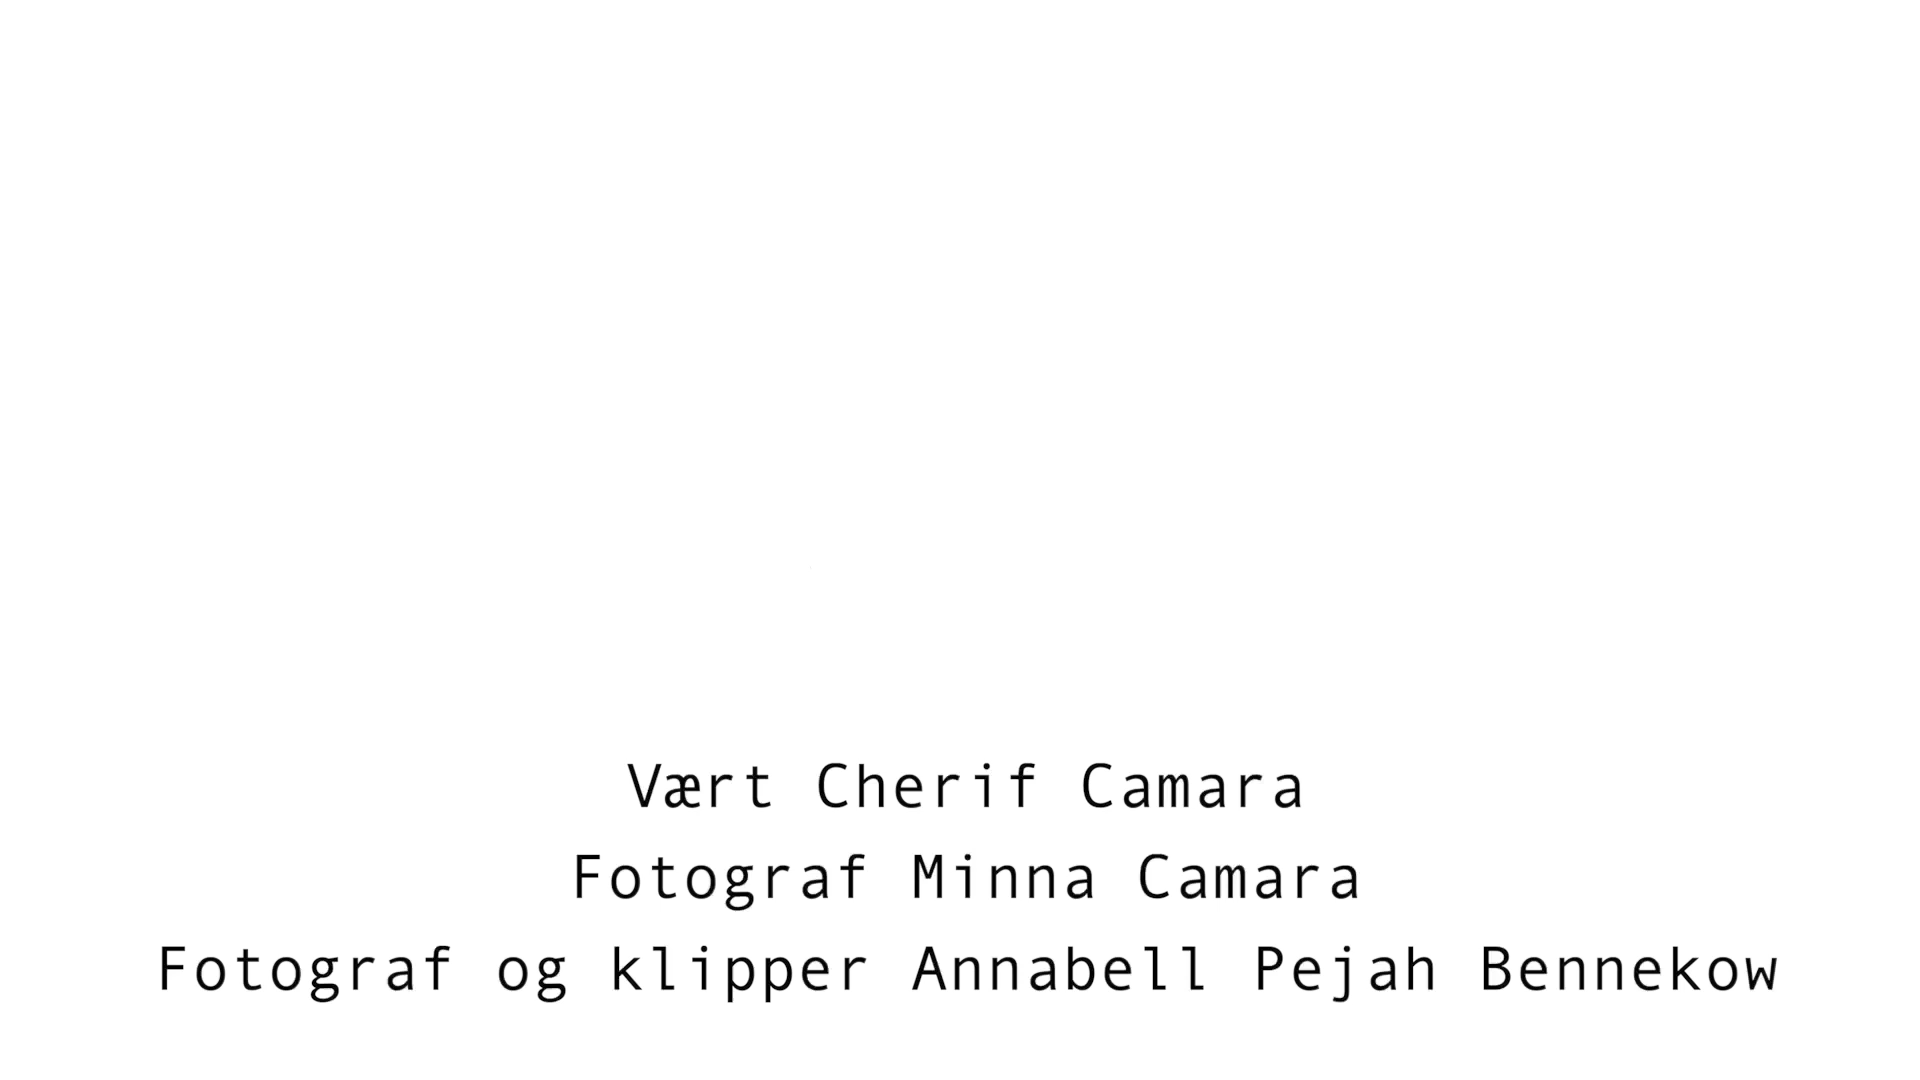 Vært Cherif Camara
Fotograf Minna Camara
Fotograf og klipper Annabell Pejah Bennekow